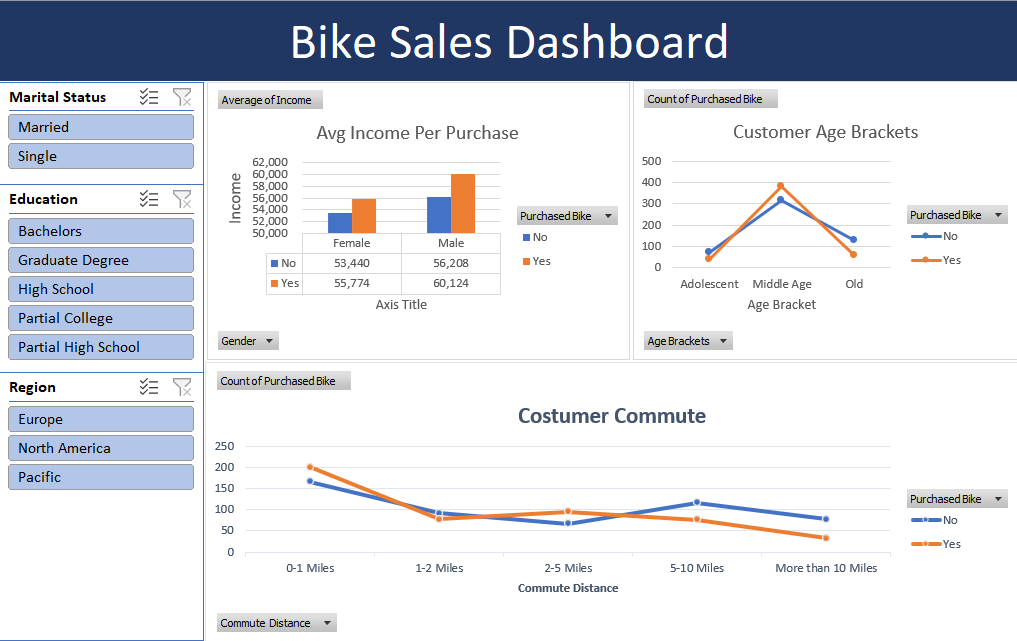 Bike Sales Dashboard
Marital Status
Married
Single
Education
Bachelors
Graduate Degree
High School
Partial College
Partial High School
Region
Europe
North America
Pacific
Average of Income
Avg Income Per Purchase
Income
62,000
60,000
58,000
56,000
54,000
52,000
50,000
Female Male
No 53,440 56,208
Yes 55,774 60,124
Axis Title
Purchased Bike
No
Yes
Gender
Count of Purchased Bike
Customer Age Brackets
500
400
300
200
100
0
Adolescent Middle Age Old
Age Bracket
Purchased Bike
No
Yes
Age Brackets
Count of Purchased Bike
Costumer Commute
250
200
150
100
50
0
0-1 Miles 1-2 Miles 2-5 Miles 5-10 Miles More than 10 Miles
Commute Distance
Purchased Bike
No
Yes
Commute Distance